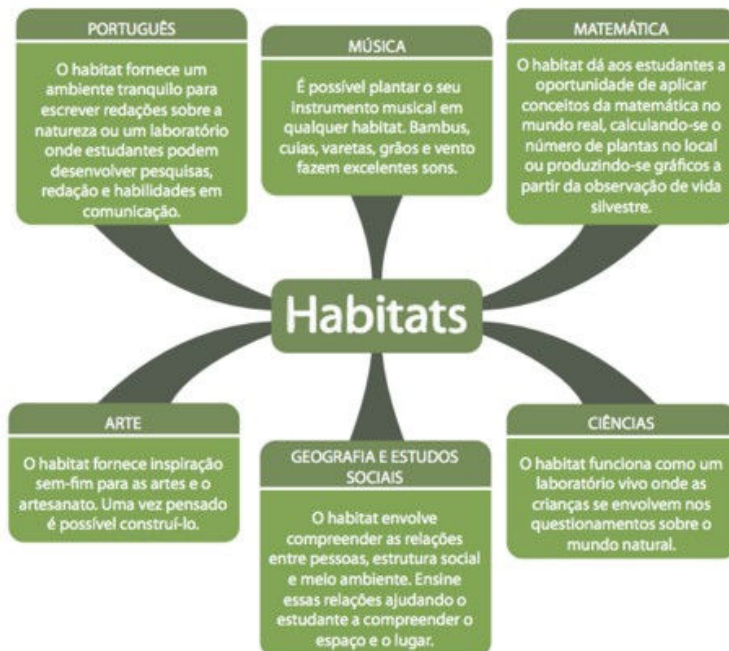 PORTUGUÊS
O habitat fornece um
ambiente tranquilo para
escrever redações sobre a
natureza ou um laboratório
onde estudantes podem
desenvolver pesquisas,
redação e habilidades em
comunicação.
MÚSICA
É possível plantar o seu
instrumento musical em
qualquer habitat. Bambus,
cuias, varetas, grãos e vento
fazem excelentes sons.
MATEMÁTICA
O habitat dá aos estudantes a
oportunidade de aplicar
conceitos da matemática no
mundo real, calculando-se o
número de plantas no local
ou produzindo-se gráficos a
partir da observação de vida
silvestre.
Habitats
ARTE
O habitat fornece inspiração
sem-fim para as artes e o
artesanato. Uma vez pensado
é possível construí-lo.
GEOGRAFIA E ESTUDOS
SOCIAIS
O habitat envolve
compreender as relações
entre pessoas, estrutura social
e meio ambiente. Ensine
essas relações ajudando o
estudante a compreender o
espaço e o lugar.
CIÊNCIAS
O habitat funciona como um
laboratório vivo onde as
crianças se envolvem nos
questionamentos sobre o
mundo natural.